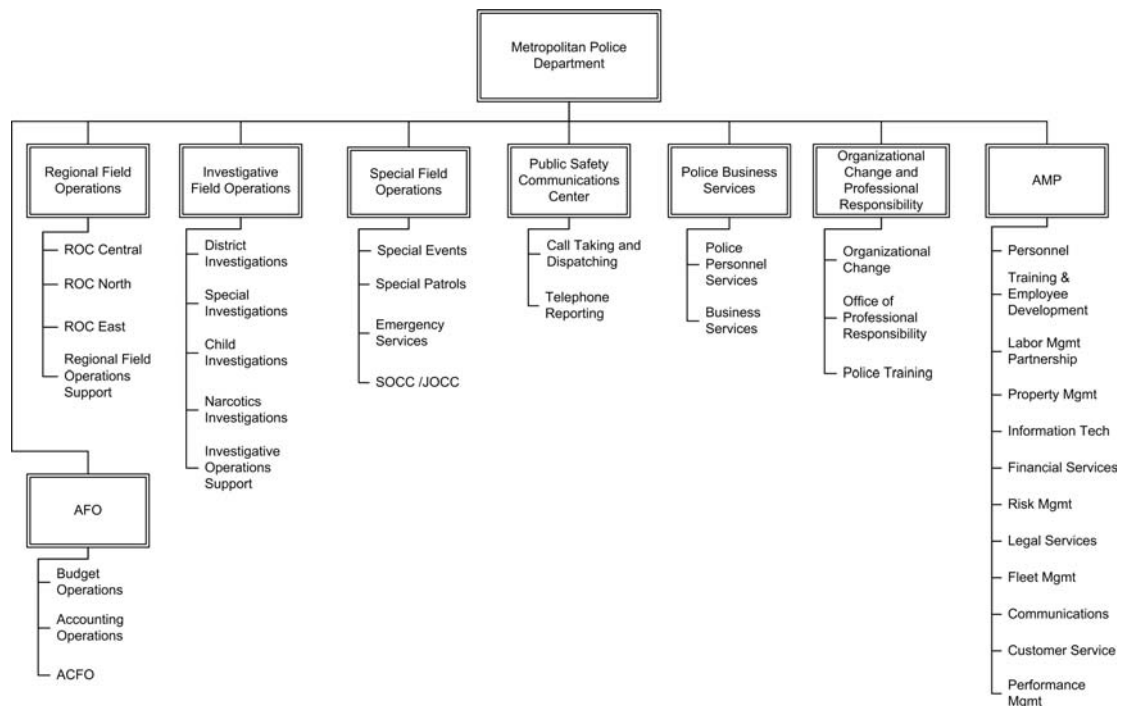 Metropolitan Police
Department
Regional Field
Operations
ROC Central
ROC North
ROC East
Regional Field
Operations
Support
Investigative
Field Operations
District
Investigations
Special
Investigations
Child
Investigations
Narcotics
Investigations
Investigative
Operations
Support
Special Field
Operations
Special Events
Special Patrols
Emergency
Services
SOCC /JOCC
Public Safety
Communications
Center
Call Taking and
Dispatching
Telephone
Reporting
Police Business
Services
Police
Personnel
Services
Business
Services
Organizational
Change and
Professional
Responsibility
Organizational
Change
Office of
Professional
Responsibility
Police Training
AMP
Personnel
Training &
Employee
Development
Labor Mgmt
Partnership
Property Mgmt
Information Tech
Financial Services
Risk Mgmt
Legal Services
Fleet Mgmt
Communications
Customer Service
Performance
Mgmt
AFO
Budget
Operations
Accounting
Operations
ACFO